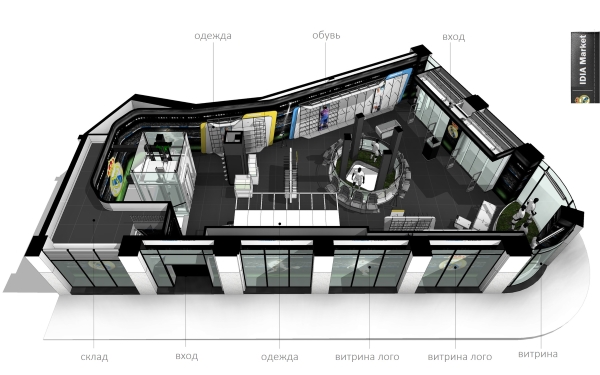 одежда
обувь
вход
IDIA Market
склад
вход
одежда
витрина лого
витрина лого
витрина